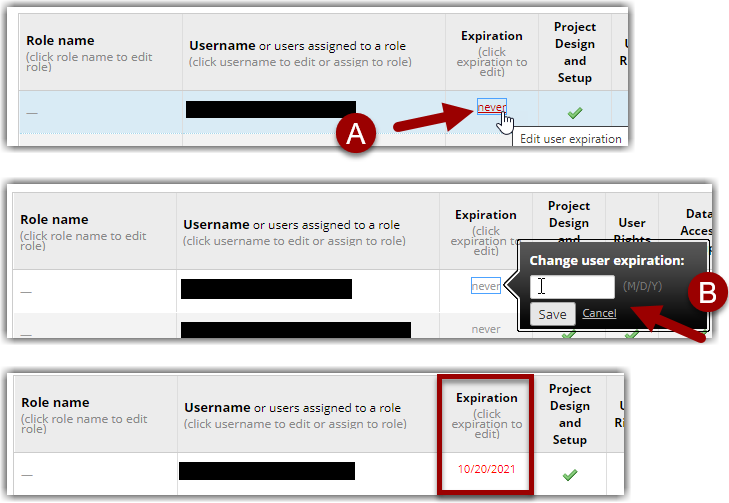 Role name
(click role name to edit
role)
Username or users assigned to a role
(click username to edit or assign to role)
Expiration
(click
expiration to
edit)
Project
Design
and
Setup
—
never
A
Edit user expiration
Role name
(click role name to edit
role)
Username or users assigned to a role
(click username to edit or assign to role)
Expiration
(click
expiration to
edit)
Project
Design
and
User
Rights
Data
Acces
—
never
Change user expiration:
(M/D/Y)
Save Cancel
B
—
never
Role name
(click role name to edit
role)
Username or users assigned to a role
(click username to edit or assign to role)
Expiration
(click
expiration to
edit)
Project
Design
and
Setup
—
10/20/2021